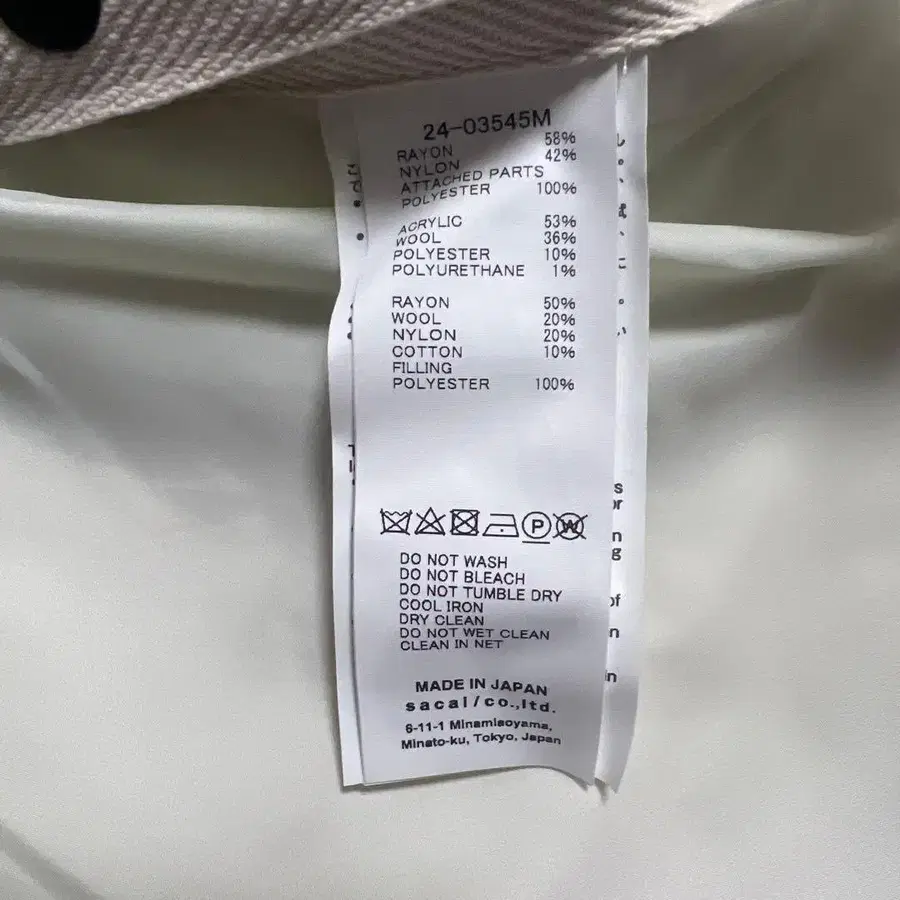 24-03545M
RAYON 58%
NYLON 42%
ATTACHED PARTS
POLYESTER 100%
ACRYLIC 53%
WOOL 36%
POLYESTER 10%
POLYURETHANE 1%
RAYON 50%
WOOL 20%
NYLON 20%
COTTON 10%
FILLING
POLYESTER 100%
P W
DO NOT WASH
DO NOT BLEACH
DO NOT TUMBLE DRY
COOL IRON
DRY CLEAN
DO NOT WET CLEAN
CLEAN IN NET
MADE IN JAPAN
sacai/co.,ltd.
6-11-1 Minamiaoyama,
Minato-ku, Tokyo, Japan